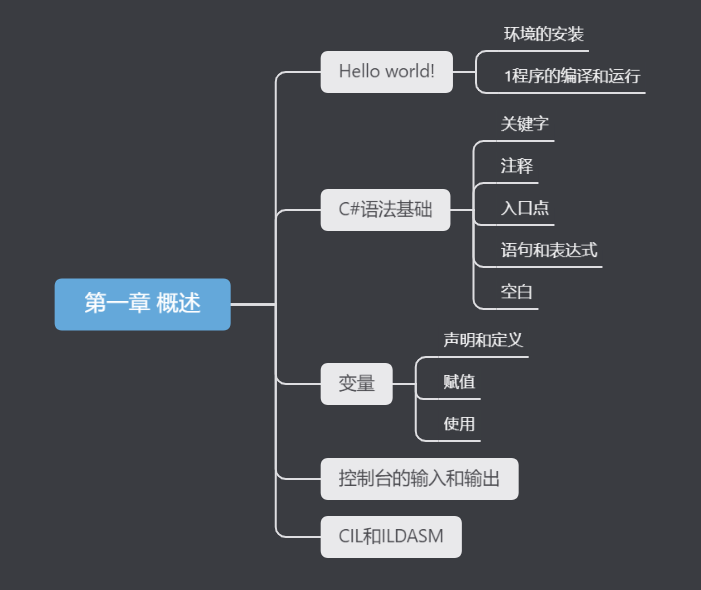 第一章 概述
Hello world!
环境的安装
1程序的编译和运行
C#语法基础
关键字
注释
入口点
语句和表达式
空白
变量
声明和定义
赋值
使用
控制台的输入和输出
CIL和ILDASM